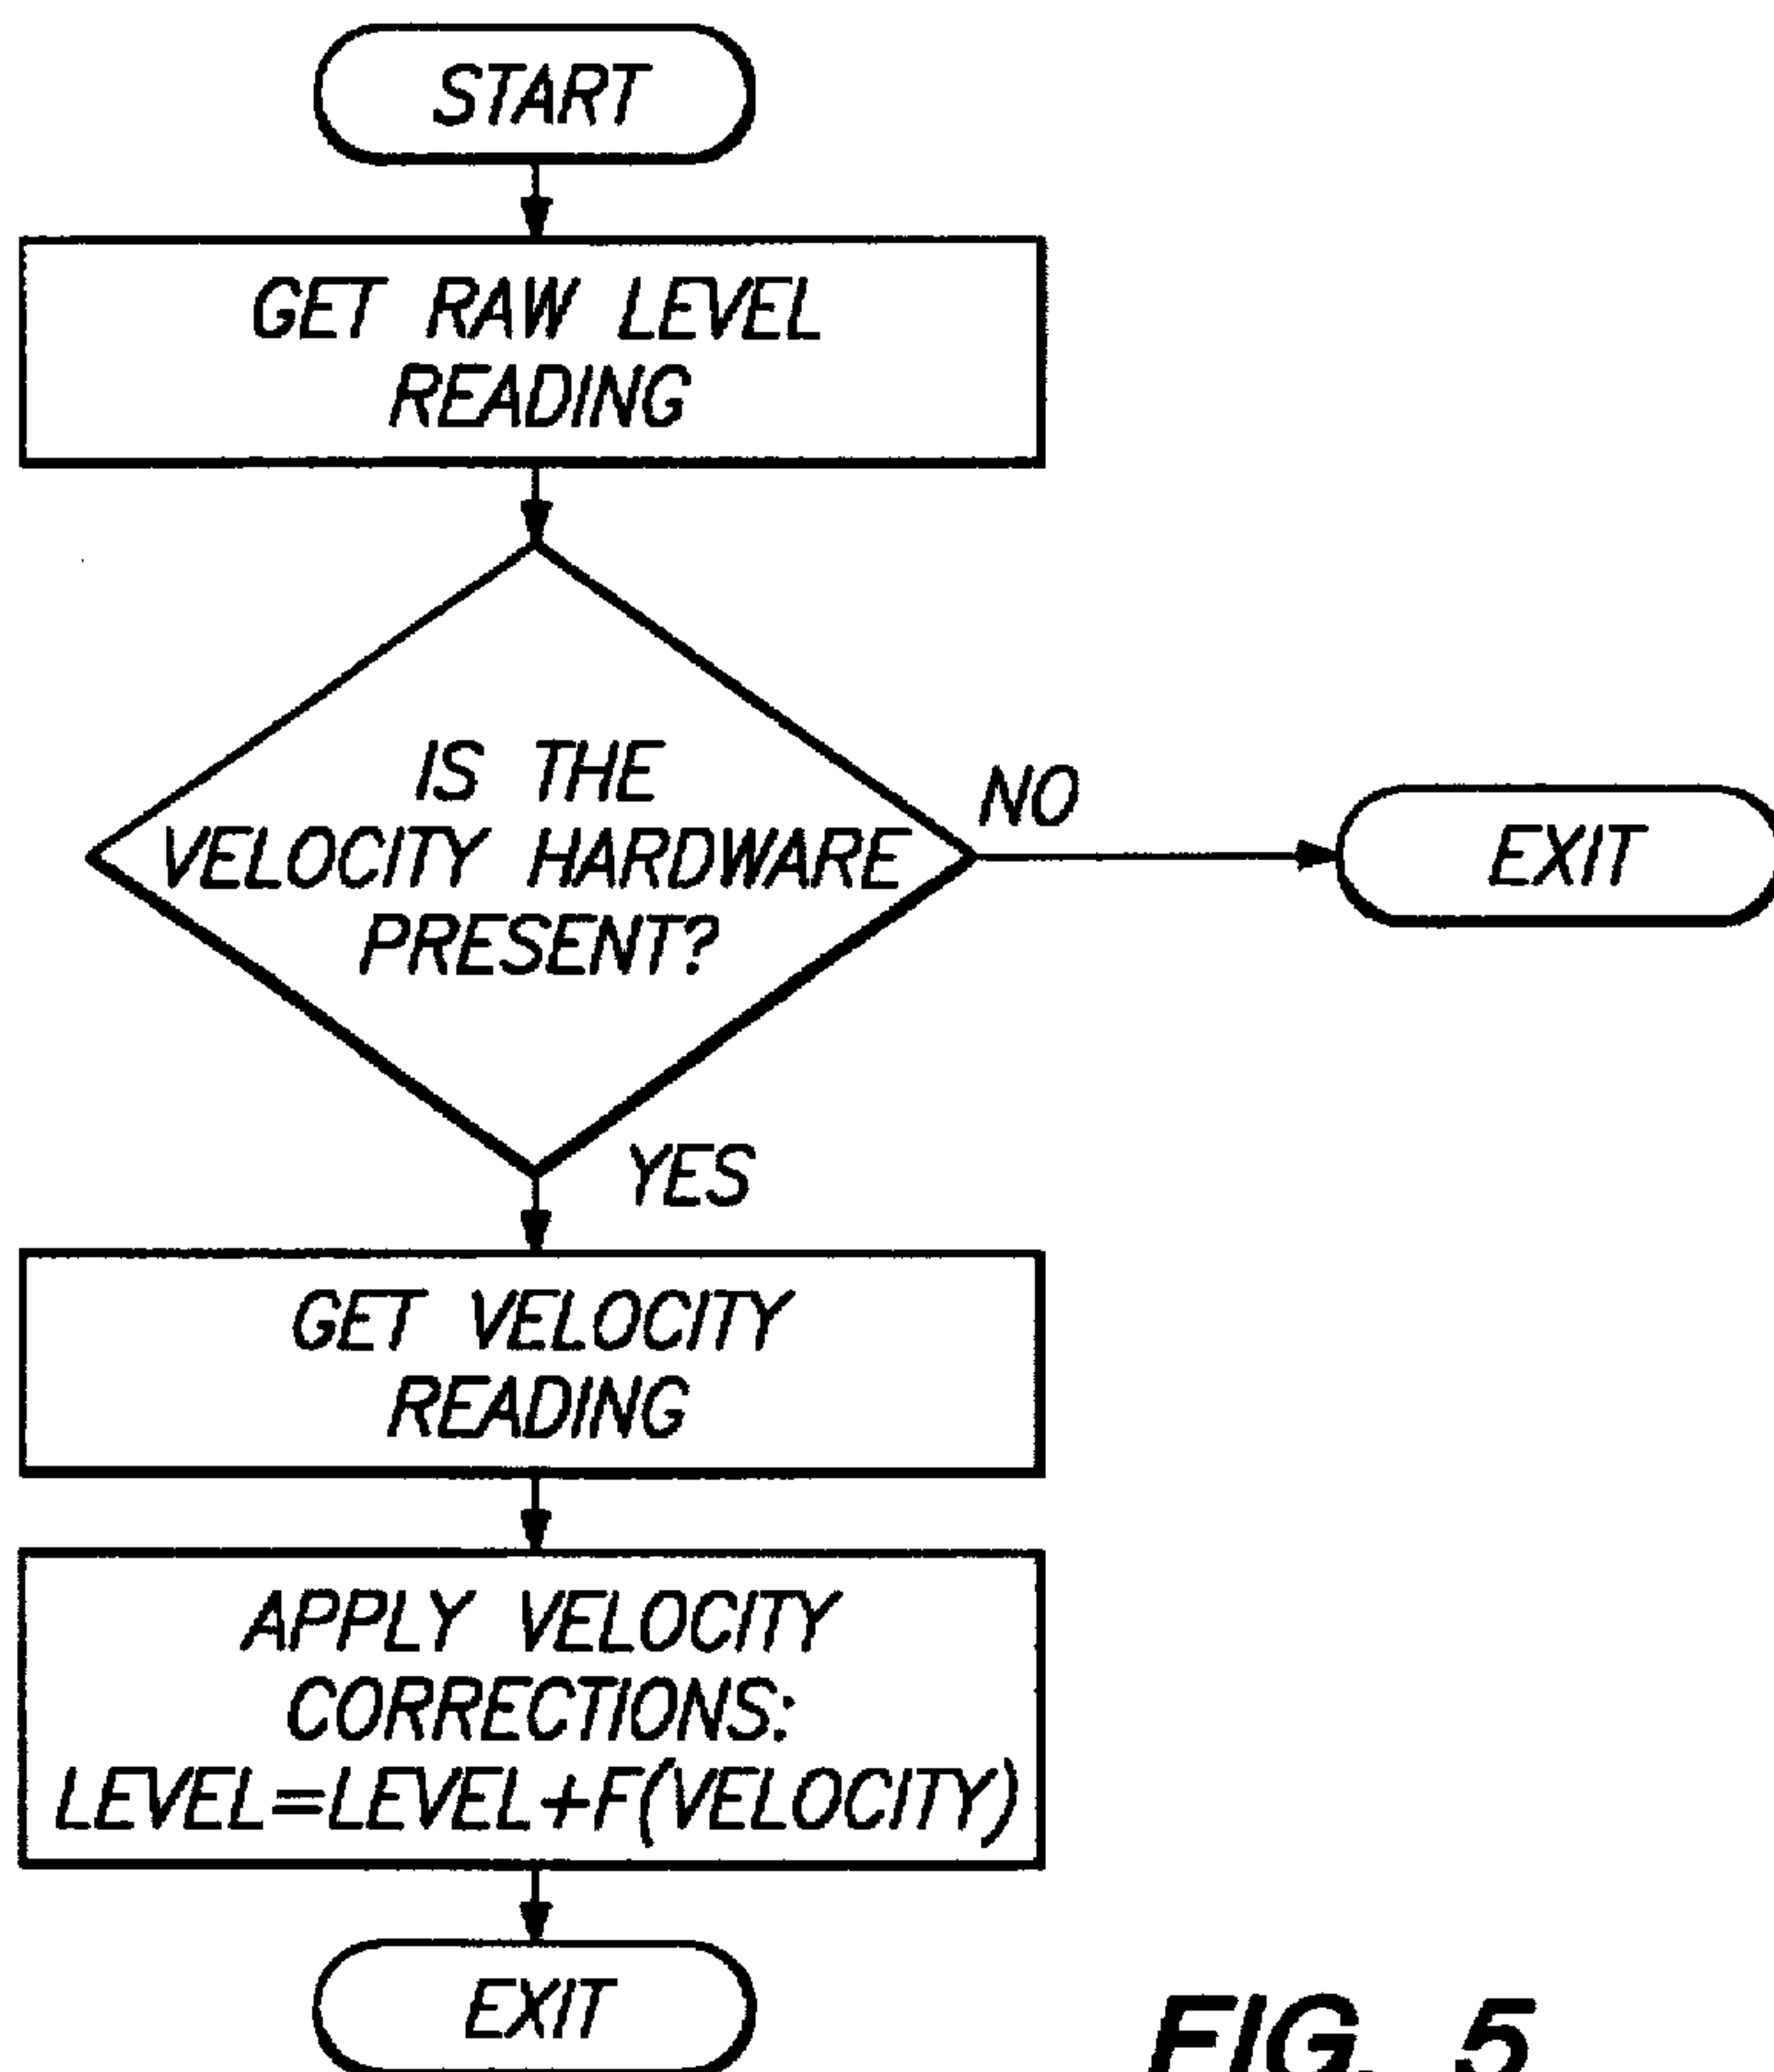 START
GET RAW LEVEL
READING
IS THE
VELOCITY HARDWARE
PRESENT?
NO
EXIT
YES
GET VELOCITY
READING
APPLY VELOCITY
CORRECTIONS:
LEVEL=LEVEL+F(VELOCITY)
EXIT
FIG. 5